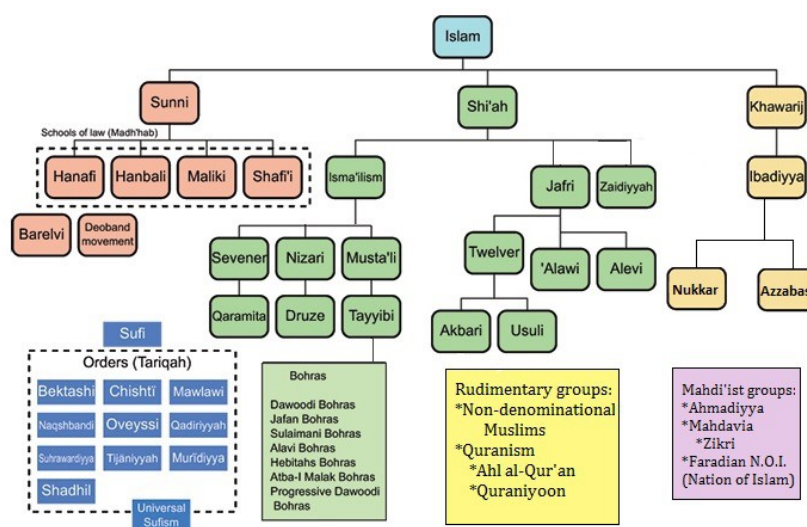 Islam
Sunni
Shi'ah
Khawarij
Schools of law (Madh'hab)
Hanafi
Hanbali
Maliki
Shafi'i
Isma'ilism
Jafri
Zaidiyyah
Ibadiyya
Barelvi
Deoband
movement
Sevener
Nizari
Musta'li
Twelver
'Alawi
Alevi
Nukkar
Azzabas
Qaramita
Druze
Tayyibi
Akbari
Usuli
Sufi
Orders (Tariqah)
Bektashi
Chishtī
Mawlawi
Naqshbandi
Oveyssi
Qadiriyyah
Suhrawardiyya
Tijāniyyah
Murīdiyya
Shadhil
Universal
Sufism
Bohras
Dawoodi Bohras
Jafan Bohras
Sulaimani Bohras
Alavi Bohras
Hebitahs Bohras
Atba-I Malak Bohras
Progressive Dawoodi
Bohras
Rudimentary groups:
*Non-denominational
Muslims
*Quranism
*Ahl al-Qur'an
*Quraniyoon
Mahdi'ist groups:
*Ahmadiyya
*Mahdavia
*Zikri
*Faradian N.O.I.
(Nation of Islam)